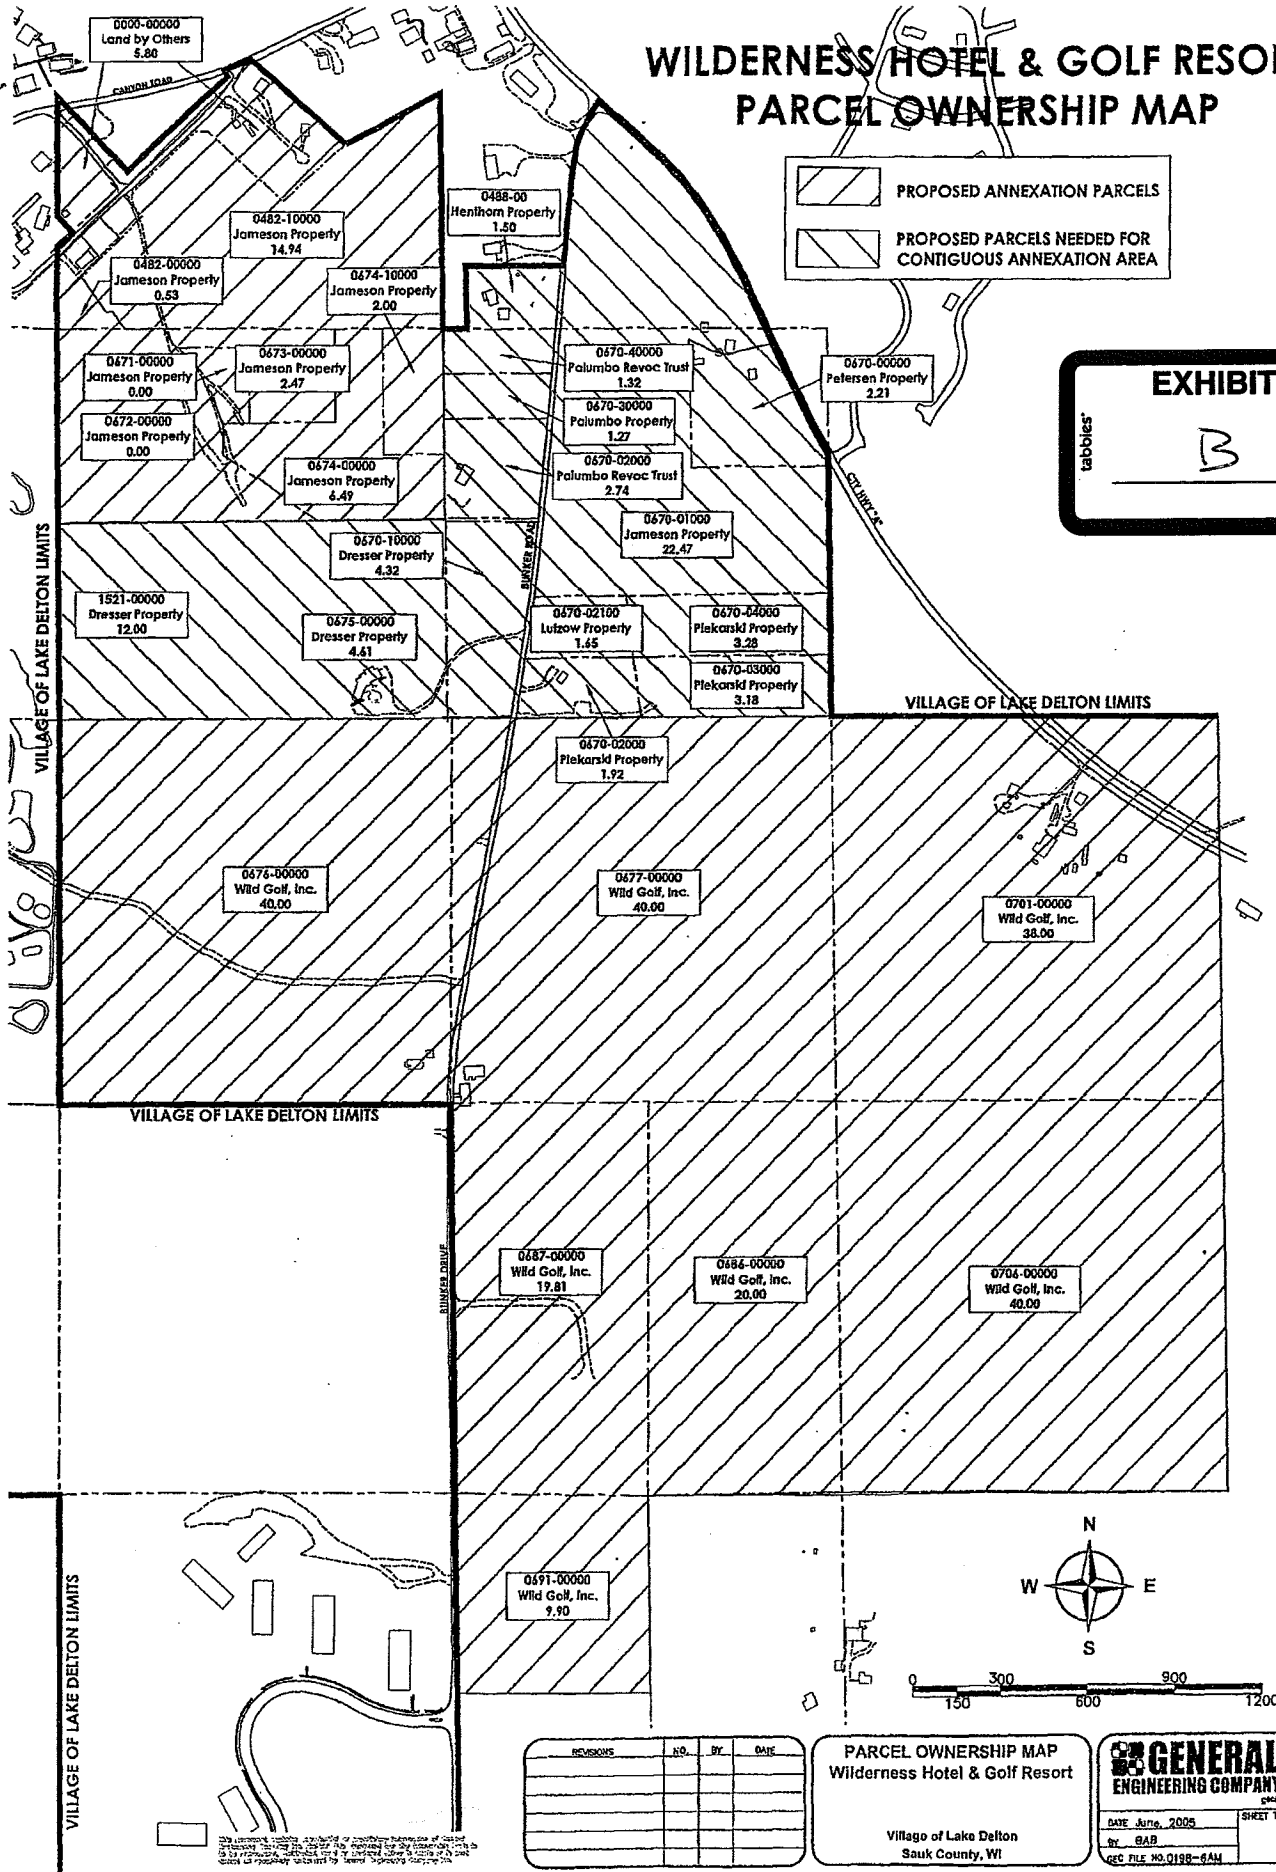 WILDERNESS HOTEL & GOLF RESOR
PARCEL OWNERSHIP MAP
PROPOSED ANNEXATION PARCELS
PROPOSED PARCELS NEEDED FOR
CONTIGUOUS ANNEXATION AREA
EXHIBIT
tabbies'
B
0000-00000
Land by Others
5.80
CANYON ROAD
0482-10000
Jameson Property
14.94
0488-00
Henthorn Property
1.50
0482-00000
Jameson Property
0.53
0674-10000
Jameson Property
2.00
0671-00000
Jameson Property
0.00
0673-00000
Jameson Property
2.47
0670-40000
Palumbo Revoc Trust
1.32
0670-00000
Petersen Property
2.21
0670-30000
Palumbo Property
1.27
0672-00000
Jameson Property
0.00
0674-00000
Jameson Property
6.49
0670-02000
Palumbo Revoc Trust
2.74
0670-01000
Jameson Property
22.47
CTY HWY "A"
BUNKER ROAD
0670-10000
Dresser Property
4.32
1521-00000
Dresser Property
12.00
0675-00000
Dresser Property
4.61
0670-02100
Lutzow Property
1.65
0670-04000
Piekarski Property
3.28
0670-03000
Piekarski Property
3.18
VILLAGE OF LAKE DELTON LIMITS
VILLAGE OF LAKE DELTON LIMITS
0670-02000
Piekarski Property
1.92
0676-00000
Wild Golf, Inc.
40.00
0677-00000
Wild Golf, Inc.
40.00
0701-00000
Wild Golf, Inc.
38.00
VILLAGE OF LAKE DELTON LIMITS
BUNKER DRIVE
0687-00000
Wild Golf, Inc.
19.81
0686-00000
Wild Golf, Inc.
20.00
0706-00000
Wild Golf, Inc.
40.00
0691-00000
Wild Golf, Inc.
9.90
VILLAGE OF LAKE DELTON LIMITS
N
W E
S
0 300 900
150 600 1200
REVISIONS NO. BY DATE
PARCEL OWNERSHIP MAP
Wilderness Hotel & Golf Resort
Village of Lake Delton
Sauk County, WI
GENERAL
ENGINEERING COMPANY
DATE June, 2005
SHEET
BY BAB
GEC FILE NO.0198-6AM